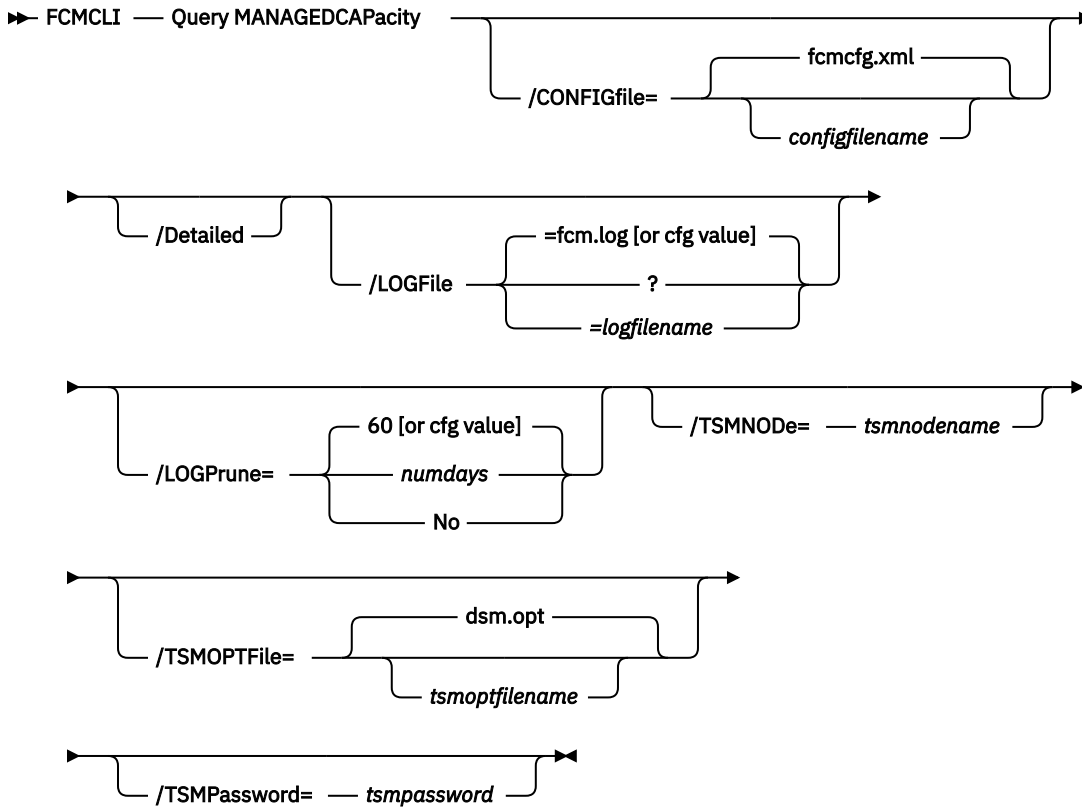 FCMCLI Query MANAGEDCAPacity
fcmcfg.xml
/CONFIGfile=
configfilename
/Detailed
=fcm.log [or cfg value]
/LOGFile ?
=logfilename
60 [or cfg value]
/TSMNODe= tsmnodename
/LOGPrune= numdays
No
dsm.opt
/TSMOPTFile=
tsmoptfilename
/TSMPassword= tsmpassword